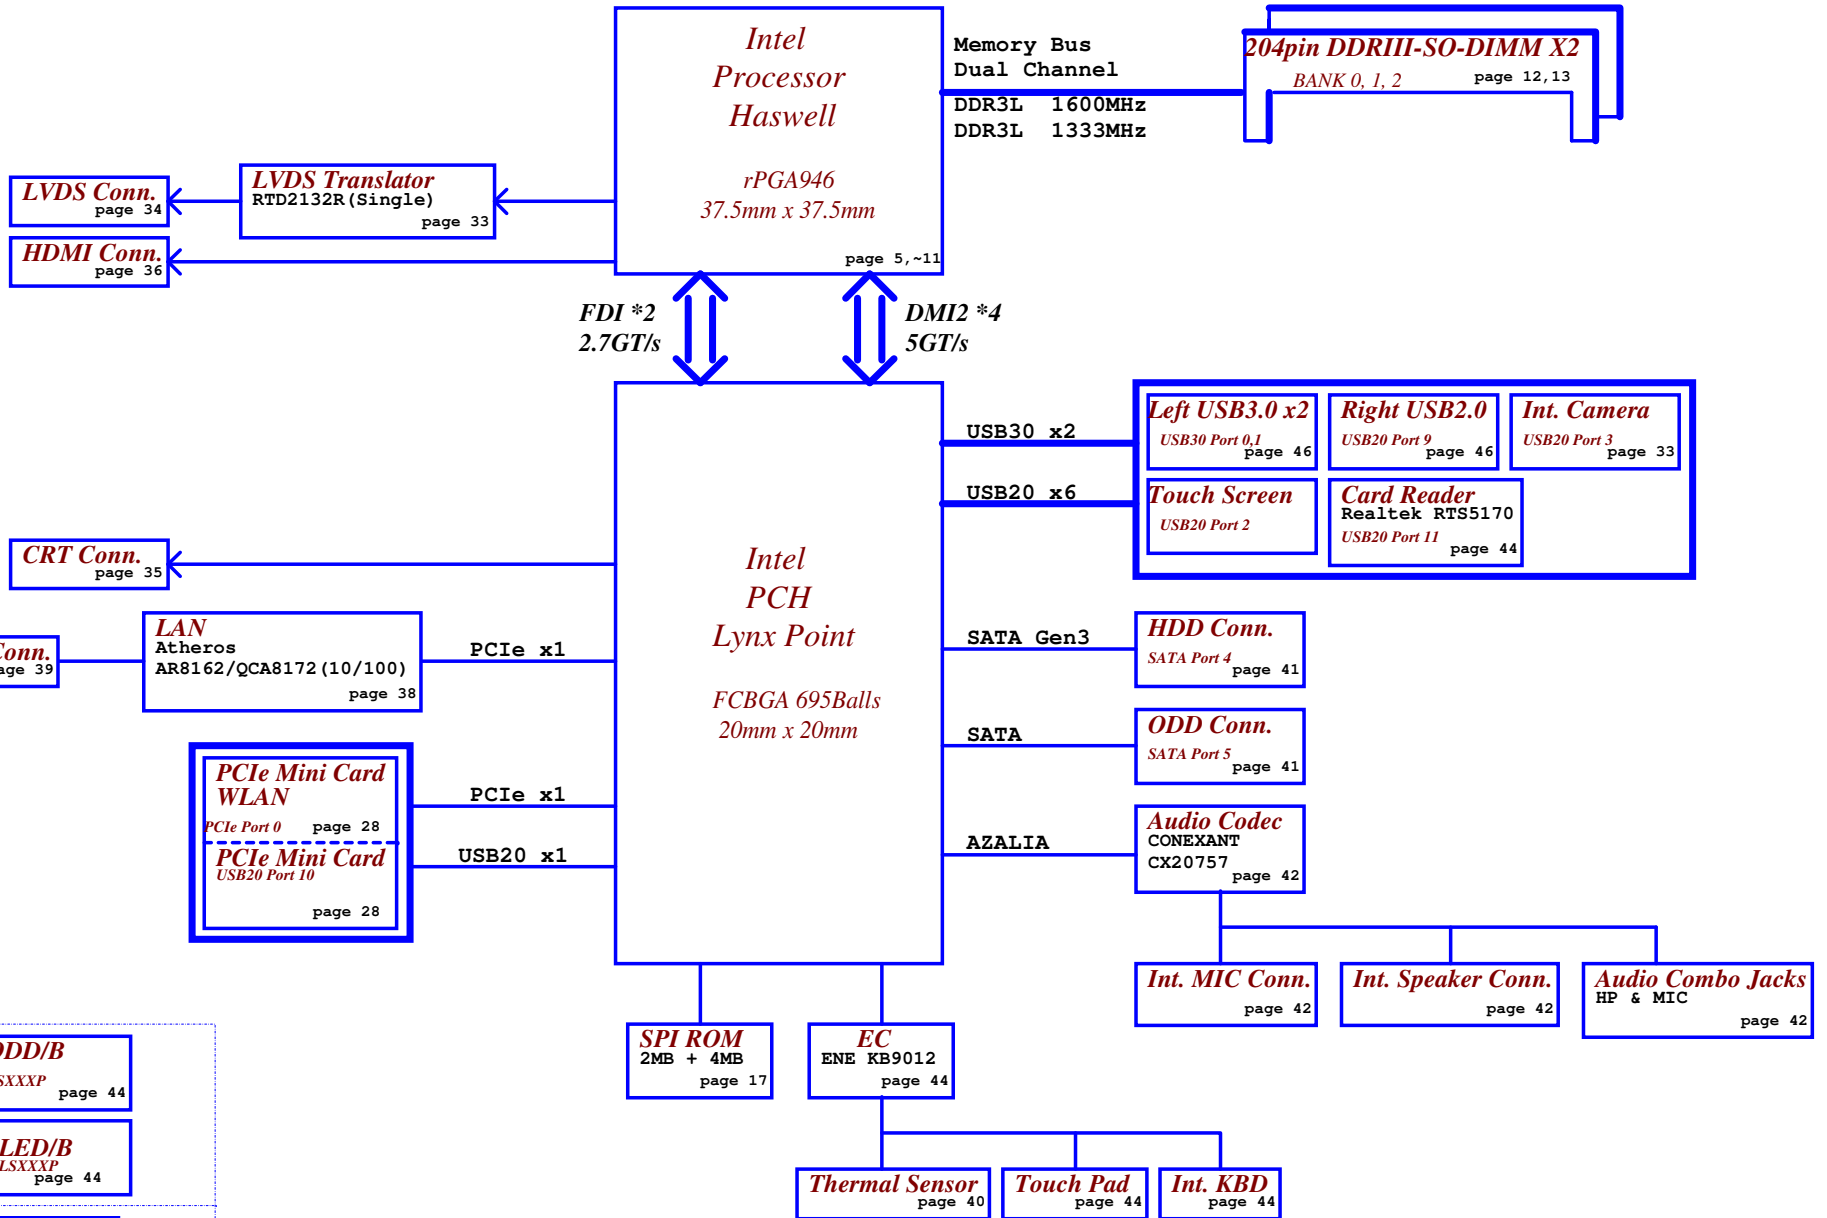 Intel
Processor
Haswell
rPGA946
37.5mm x 37.5mm
page 5,~11
Memory Bus
Dual Channel
DDR3L 1600MHz
DDR3L 1333MHz
204pin DDRIII-SO-DIMM X2
BANK 0, 1, 2
page 12,13
LVDS Conn.
page 34
LVDS Translator
RTD2132R(Single)
page 33
HDMI Conn.
page 36
FDI *2
2.7GT/s
DMI2 *4
5GT/s
Intel
PCH
Lynx Point
FCBGA 695Balls
20mm x 20mm
USB30 x2
USB20 x6
Left USB3.0 x2
USB30 Port 0,1
page 46
Right USB2.0
USB20 Port 9
page 46
Int. Camera
USB20 Port 3
page 33
Touch Screen
USB20 Port 2
Card Reader
Realtek RTS5170
USB20 Port 11
page 44
CRT Conn.
page 35
Conn.
page 39
LAN
Atheros
AR8162/QCA8172(10/100)
page 38
PCIe x1
SATA Gen3
HDD Conn.
SATA Port 4
page 41
SATA
ODD Conn.
SATA Port 5
page 41
PCIe Mini Card
WLAN
PCIe Port 0
page 28
PCIe Mini Card
USB20 Port 10
page 28
PCIe x1
USB20 x1
AZALIA
Audio Codec
CONEXANT
CX20757
page 42
Int. MIC Conn.
page 42
Int. Speaker Conn.
page 42
Audio Combo Jacks
HP & MIC
page 42
SPI ROM
2MB + 4MB
page 17
EC
ENE KB9012
page 44
ODD/B
SXXXP
page 44
LED/B
LSXXXP
page 44
Thermal Sensor
page 40
Touch Pad
page 44
Int. KBD
page 44